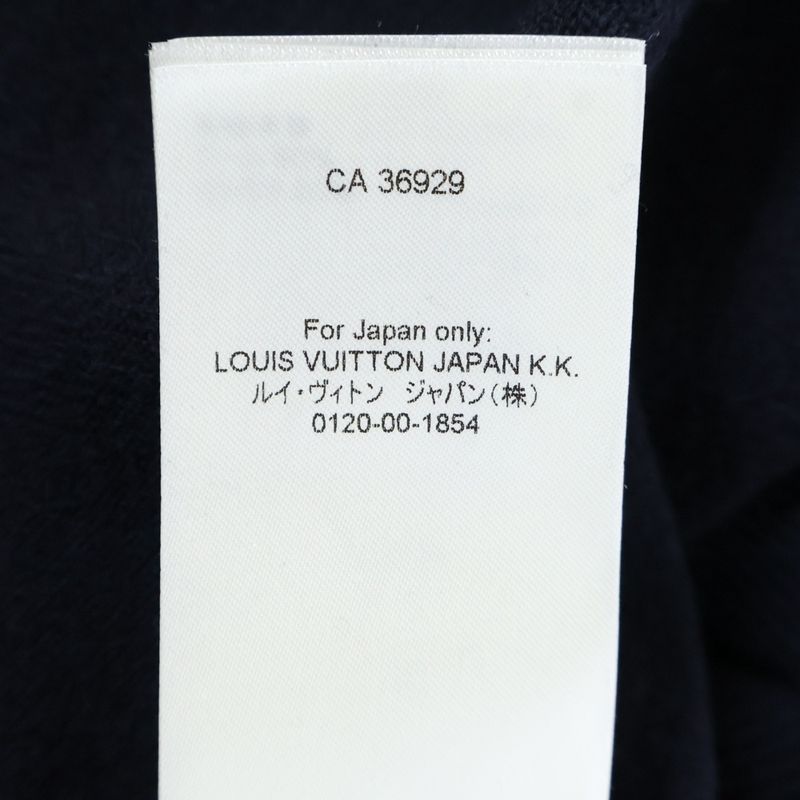 CA 36929
For Japan only:
LOUIS VUITTON JAPAN K.K.
ルイ・ヴィトン ジャパン(株)
0120-00-1854